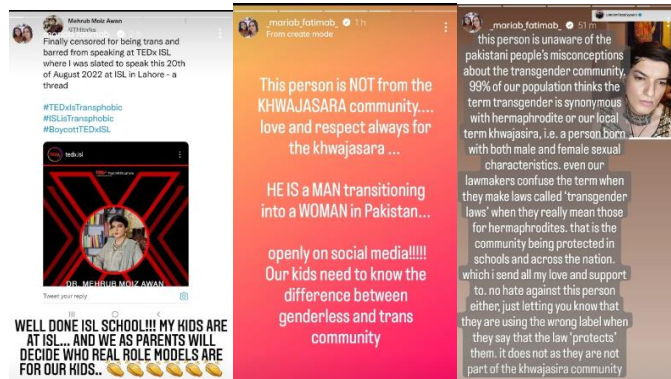 Mehrub Moiz Awan
Finally censored for being trans and
barred from speaking at TEDx ISL
where I was slated to speak this 20th
of August 2022 at ISL in Lahore - a
thread
#TEDxIsTransphobic
#ISLisTransphobic
#BoycottTEDxISL
tedx.isl
DR. MEHRUB MOIZ AWAN
Tweet your reply
WELL DONE ISL SCHOOL!!! MY KIDS ARE
AT ISL... AND WE AS PARENTS WILL
DECIDE WHO REAL ROLE MODELS ARE
FOR OUR KIDS.. 👏👏👏👏👏👏
_mariab_fatimab_ 1 h
From create mode
This person is NOT from the
KHWAJASARA community....
love and respect always for
the khwajasara ...
HE IS a MAN transitioning
into a WOMAN in Pakistan...
openly on social media!!!!!
Our kids need to know the
difference between
genderless and trans
community
_mariab_fatimab_ 51 m
this person is unaware of the
pakistani people's misconceptions
about the transgender community.
99% of our population thinks the
term transgender is synonymous
with hermaphrodite or our local
term khwajasira, i.e. a person born
with both male and female sexual
characteristics. even our
lawmakers confuse the term when
they make laws called 'transgender
laws' when they really mean those
for hermaphrodites. that is the
community being protected in
schools and across the nation.
which i send all my love and support
to. no hate against this person
either, just letting you know that
they are using the wrong label when
they say that the law 'protects'
them. it does not as they are not
part of the khwajasira community